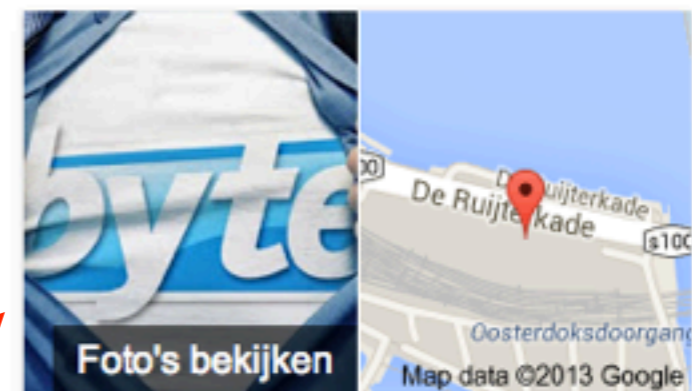 byte
Foto's bekijken
De Ruijterkade
De Ruijterkade
s100
Oosterdoksdoorgang
Map data ©2013 Google